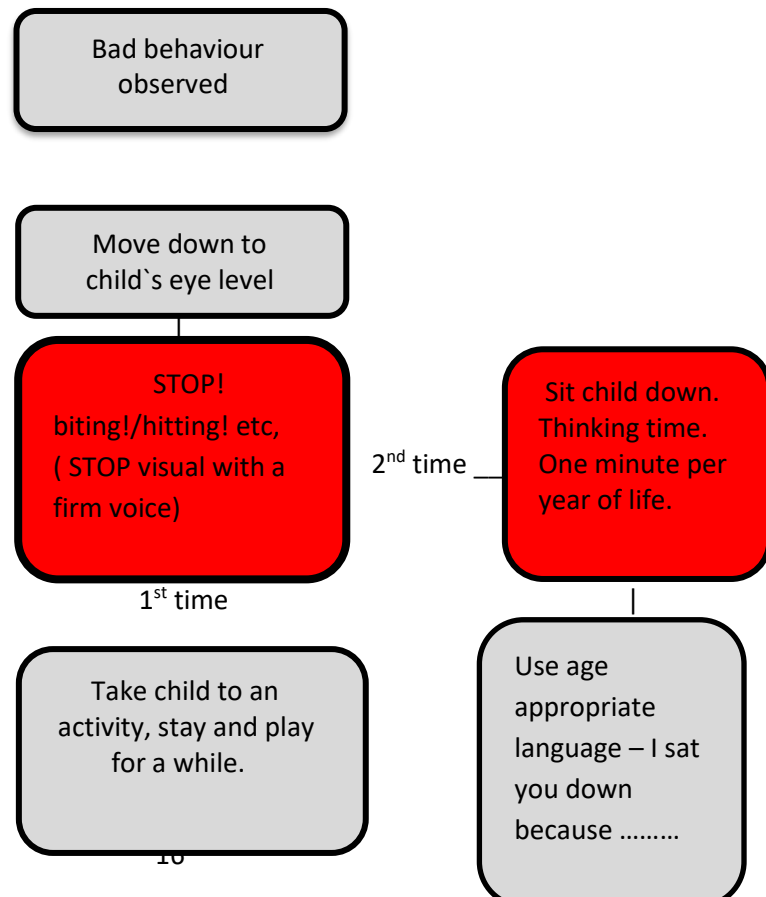 Bad behaviour
observed
Move down to
child`s eye level
STOP!
biting!/hitting! etc,
( STOP visual with a
firm voice)
1st time
2nd time __
Sit child down.
Thinking time.
One minute per
year of life.
Take child to an
activity, stay and play
for a while.
Use age
appropriate
language – I sat
you down
because ………